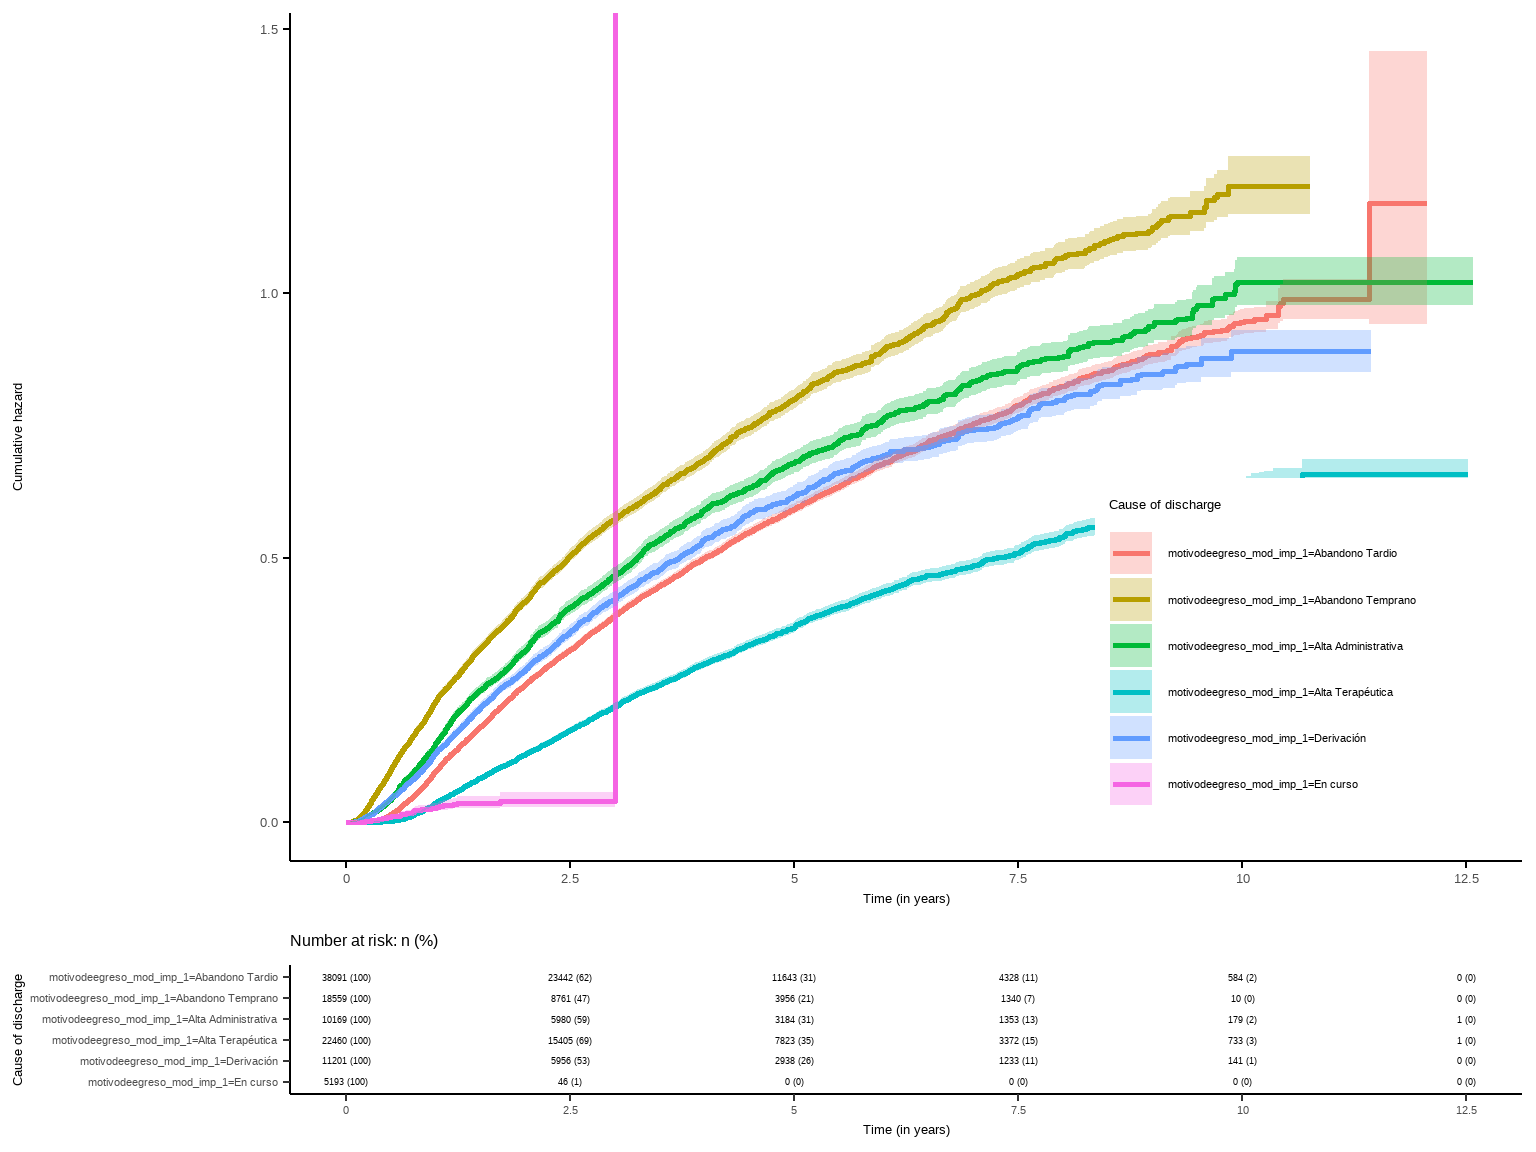 1.5
1.0
0.5
0.0
Cumulative hazard
0
2.5
5
7.5
10
12.5
Time (in years)
Cause of discharge
motivodeegreso_mod_imp_1=Abandono Tardio
motivodeegreso_mod_imp_1=Abandono Temprano
motivodeegreso_mod_imp_1=Alta Administrativa
motivodeegreso_mod_imp_1=Alta Terapéutica
motivodeegreso_mod_imp_1=Derivación
motivodeegreso_mod_imp_1=En curso
Number at risk: n (%)
Cause of discharge
motivodeegreso_mod_imp_1=Abandono Tardio 38091 (100) 23442 (62) 11643 (31) 4328 (11) 584 (2) 0 (0)
motivodeegreso_mod_imp_1=Abandono Temprano 18559 (100) 8761 (47) 3956 (21) 1340 (7) 10 (0) 0 (0)
motivodeegreso_mod_imp_1=Alta Administrativa 10169 (100) 5980 (59) 3184 (31) 1353 (13) 179 (2) 1 (0)
motivodeegreso_mod_imp_1=Alta Terapéutica 22460 (100) 15405 (69) 7823 (35) 3372 (15) 733 (3) 1 (0)
motivodeegreso_mod_imp_1=Derivación 11201 (100) 5956 (53) 2938 (26) 1233 (11) 141 (1) 0 (0)
motivodeegreso_mod_imp_1=En curso 5193 (100) 46 (1) 0 (0) 0 (0) 0 (0) 0 (0)
0 2.5 5 7.5 10 12.5
Time (in years)